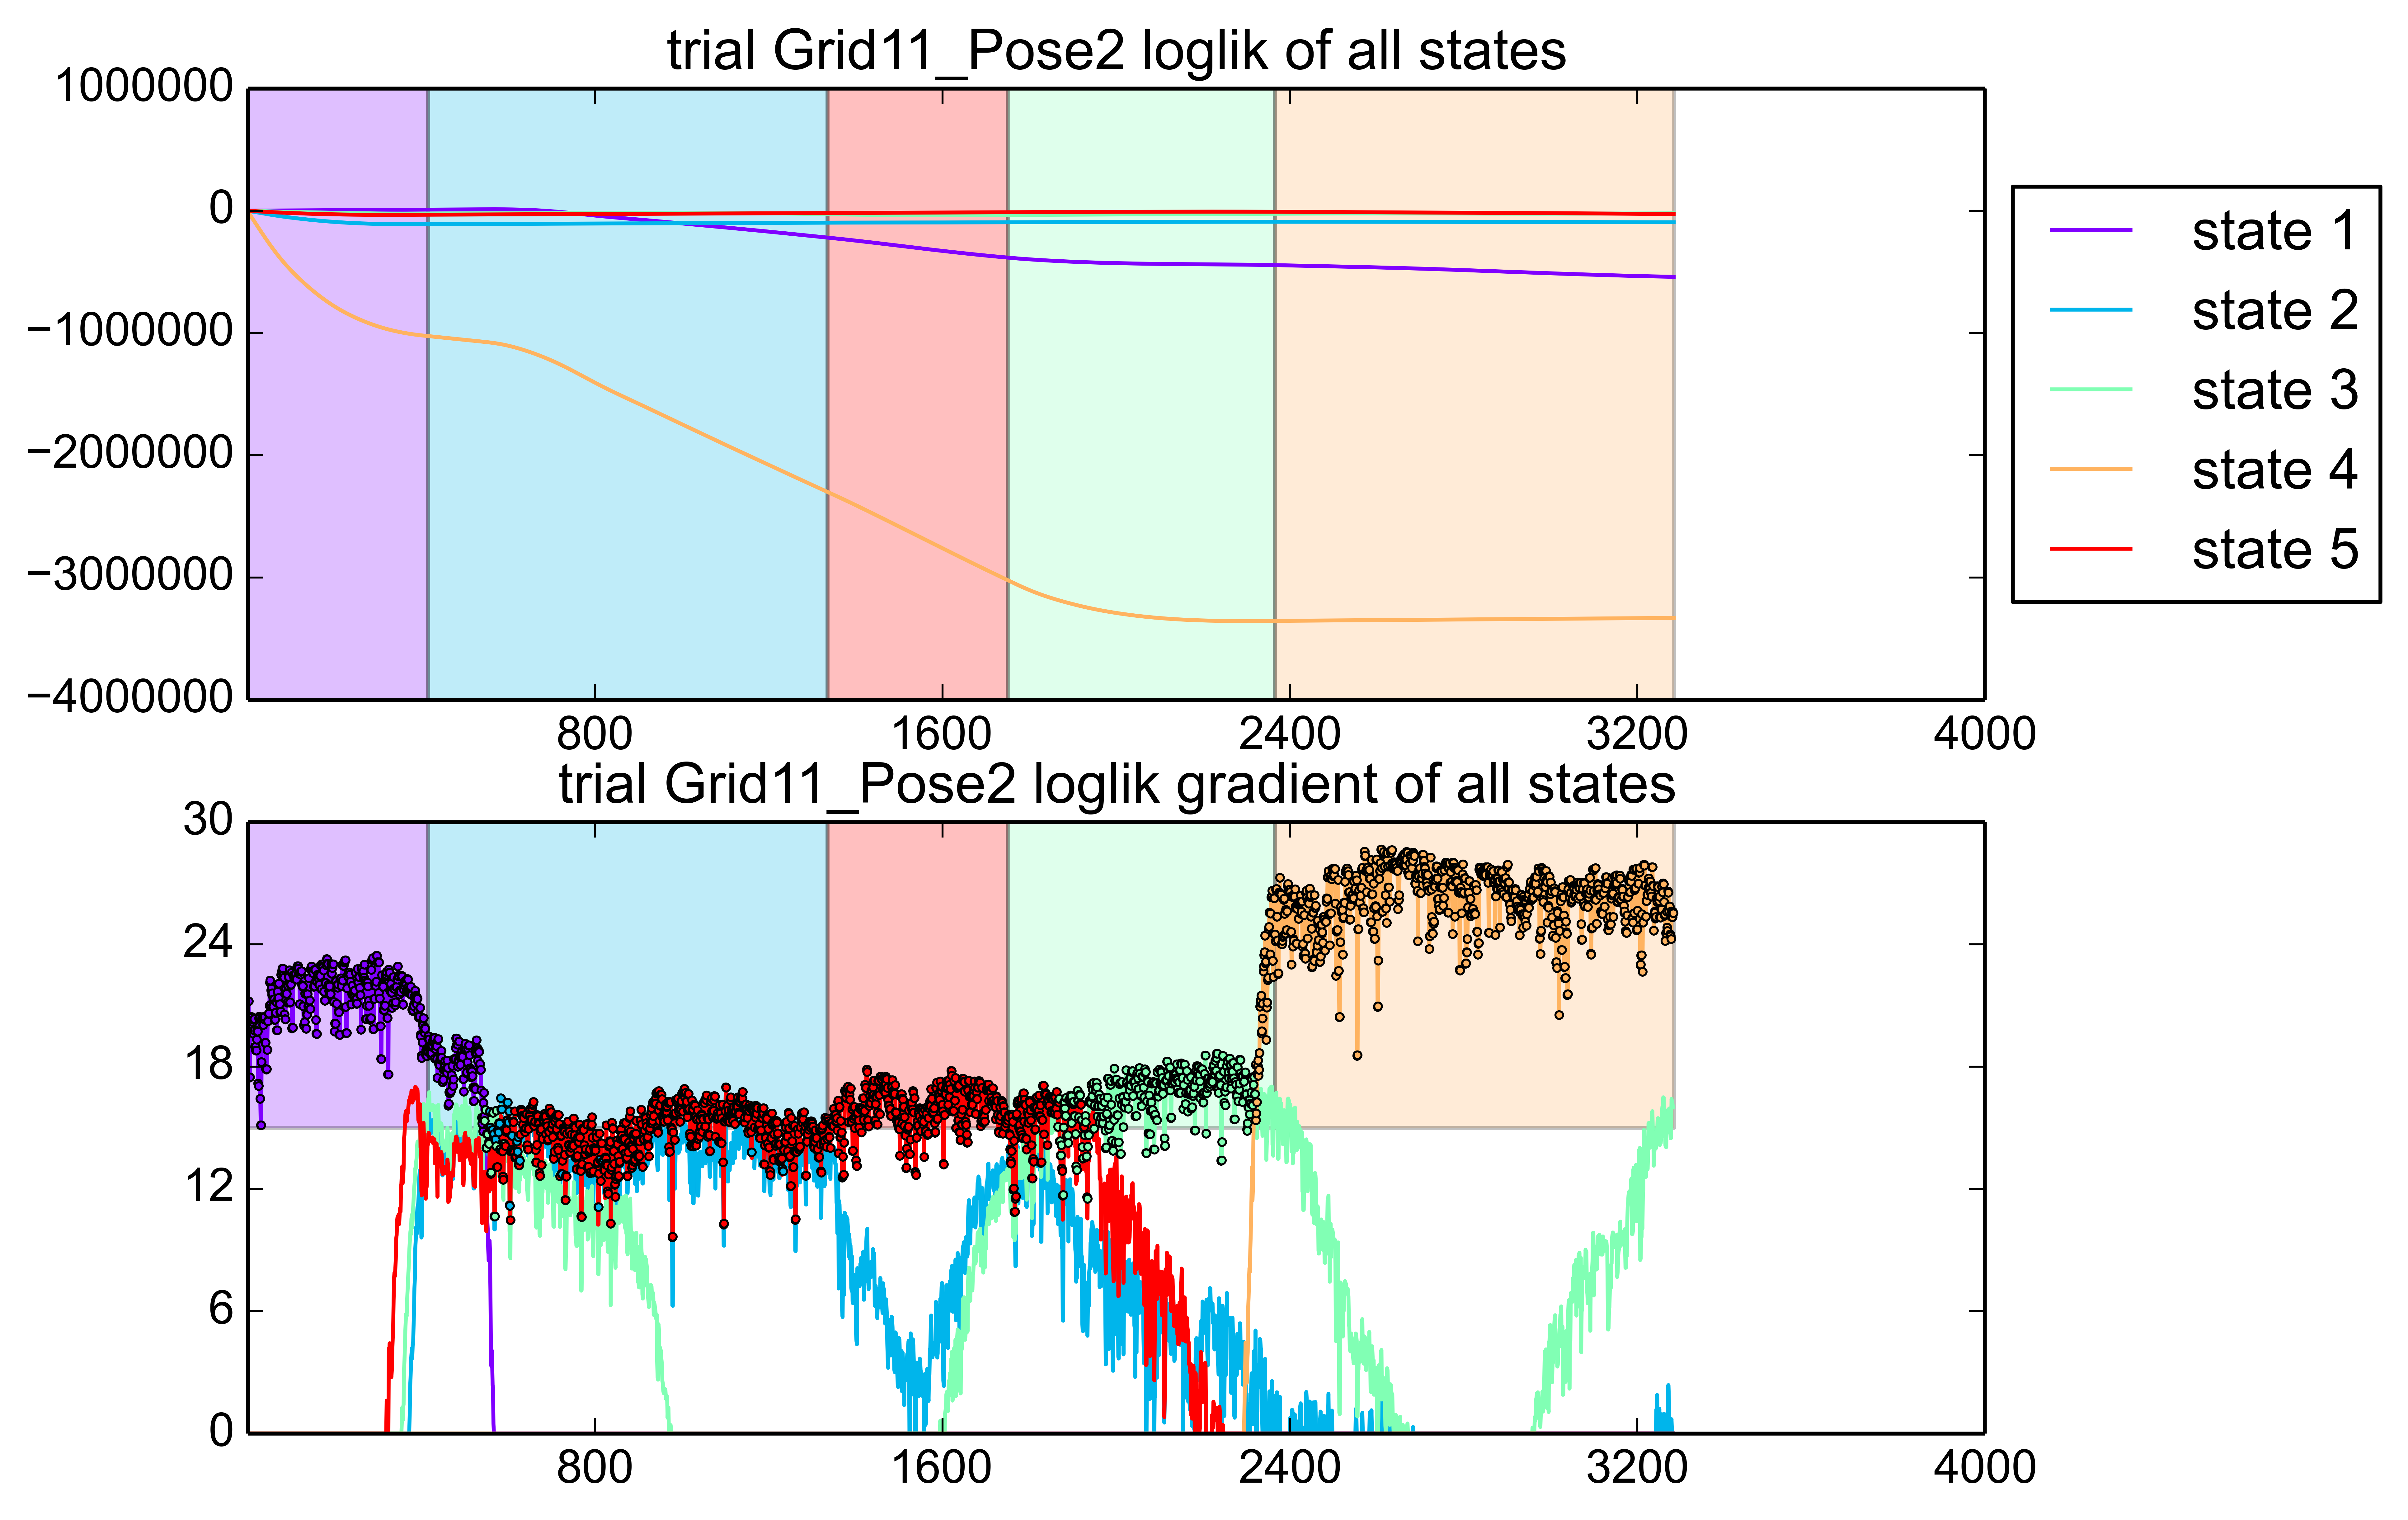 trial Grid11_Pose2 loglik of all states
1000000
0
−1000000
−2000000
−3000000
−4000000
800 1600 2400 3200 4000
state 1
state 2
state 3
state 4
state 5
trial Grid11_Pose2 loglik gradient of all states
30
24
18
12
6
0
800 1600 2400 3200 4000